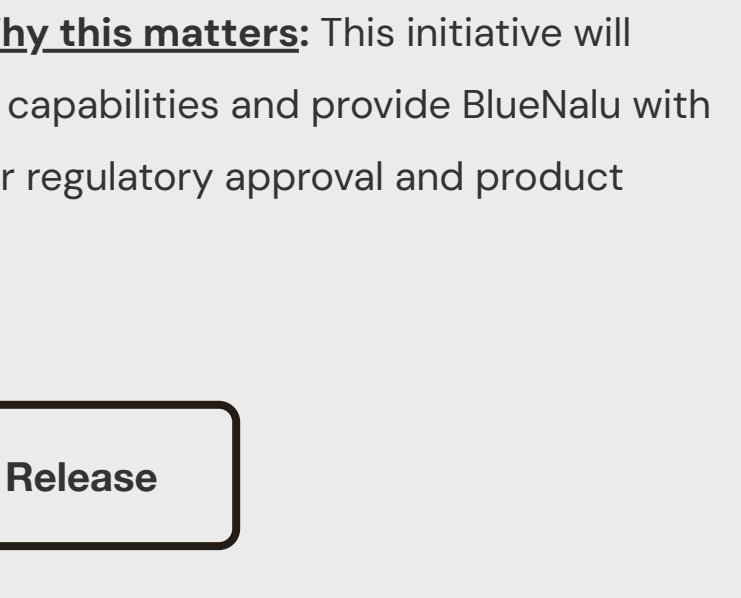 hy this matters: This initiative will
capabilities and provide BlueNalu with
r regulatory approval and product
Release